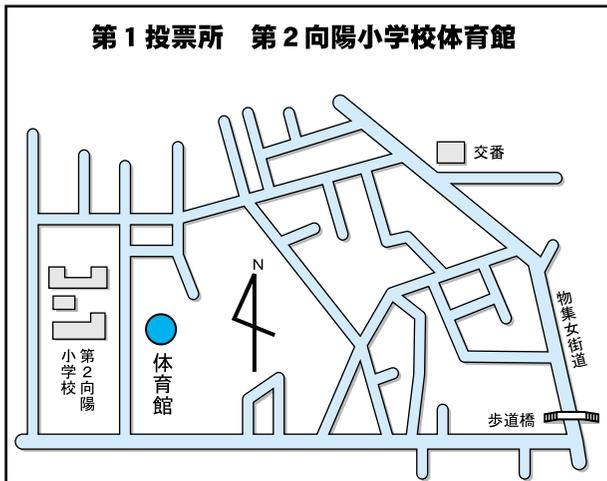 第1投票所　第2向陽小学校体育館
交番
N
物集女街道
第2向陽
小学校
体育館
歩道橋